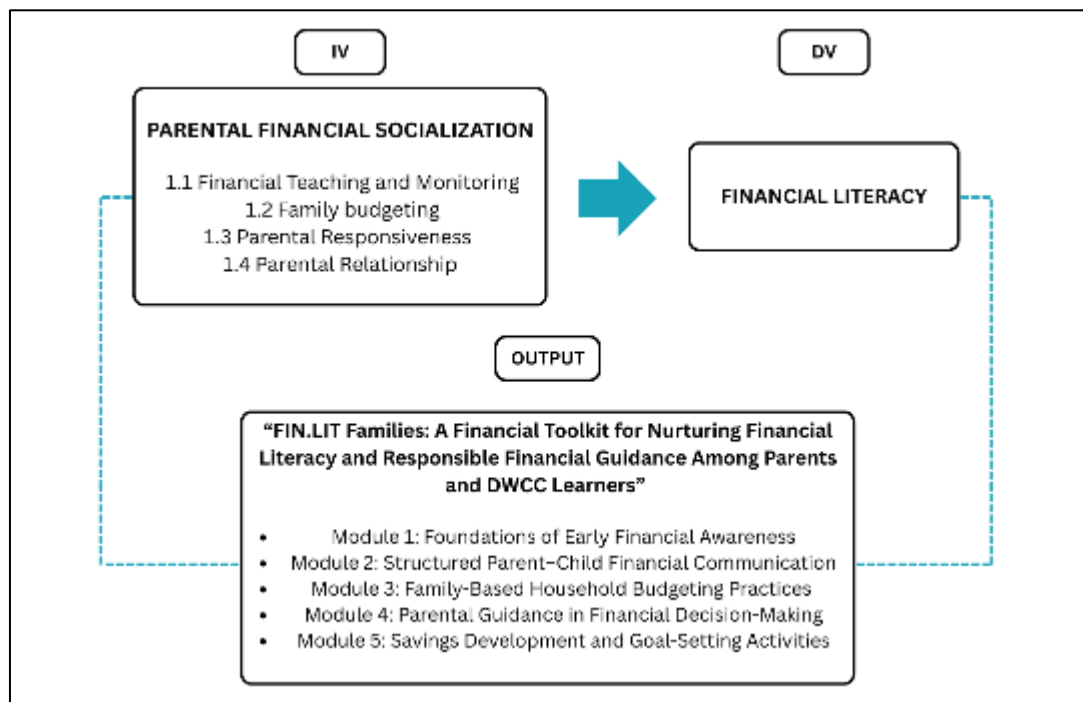 IV
DV
PARENTAL FINANCIAL SOCIALIZATION
1.1 Financial Teaching and Monitoring
1.2 Family budgeting
1.3 Parental Responsiveness
1.4 Parental Relationship
FINANCIAL LITERACY
OUTPUT
“FIN.LIT Families: A Financial Toolkit for Nurturing Financial
Literacy and Responsible Financial Guidance Among Parents
and DWCC Learners”
• Module 1: Foundations of Early Financial Awareness
• Module 2: Structured Parent–Child Financial Communication
• Module 3: Family-Based Household Budgeting Practices
• Module 4: Parental Guidance in Financial Decision-Making
• Module 5: Savings Development and Goal-Setting Activities